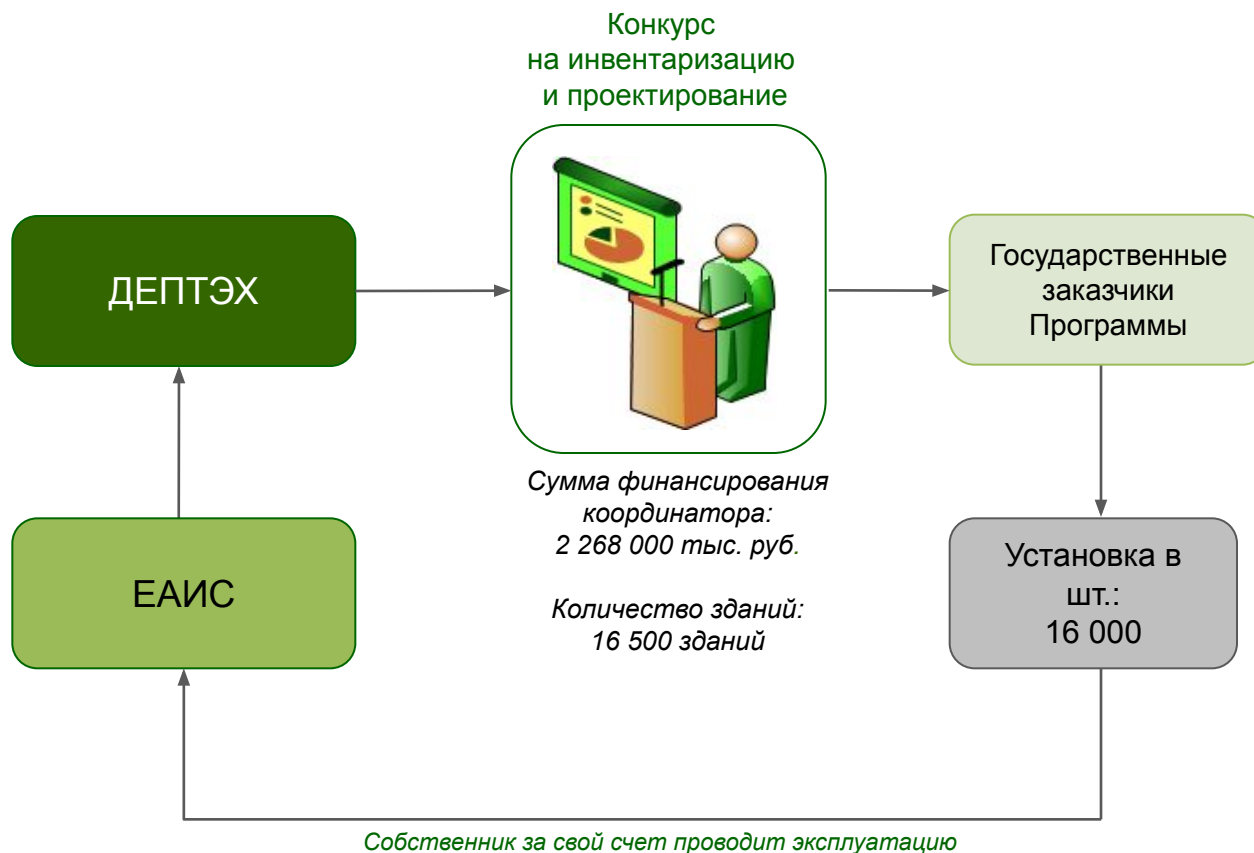 Конкурс
на инвентаризацию
и проектирование
ДЕПТЭХ
Государственные
заказчики
Программы
Сумма финансирования
координатора:
2 268 000 тыс. руб.
Количество зданий:
16 500 зданий
ЕАИС
Установка в
шт.:
16 000
Собственник за свой счет проводит эксплуатацию